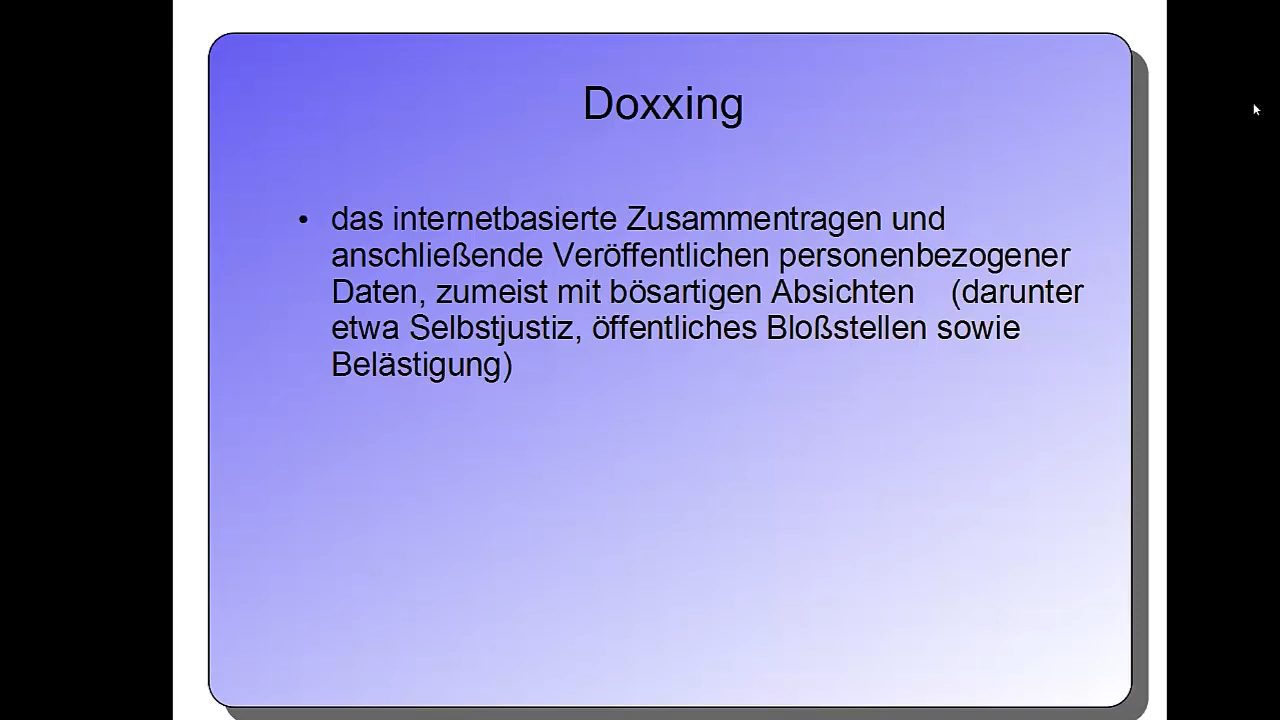 Doxxing
• das internetbasierte Zusammentragen und
anschließende Veröffentlichen personenbezogener
Daten, zumeist mit bösartigen Absichten (darunter
etwa Selbstjustiz, öffentliches Bloßstellen sowie
Belästigung)